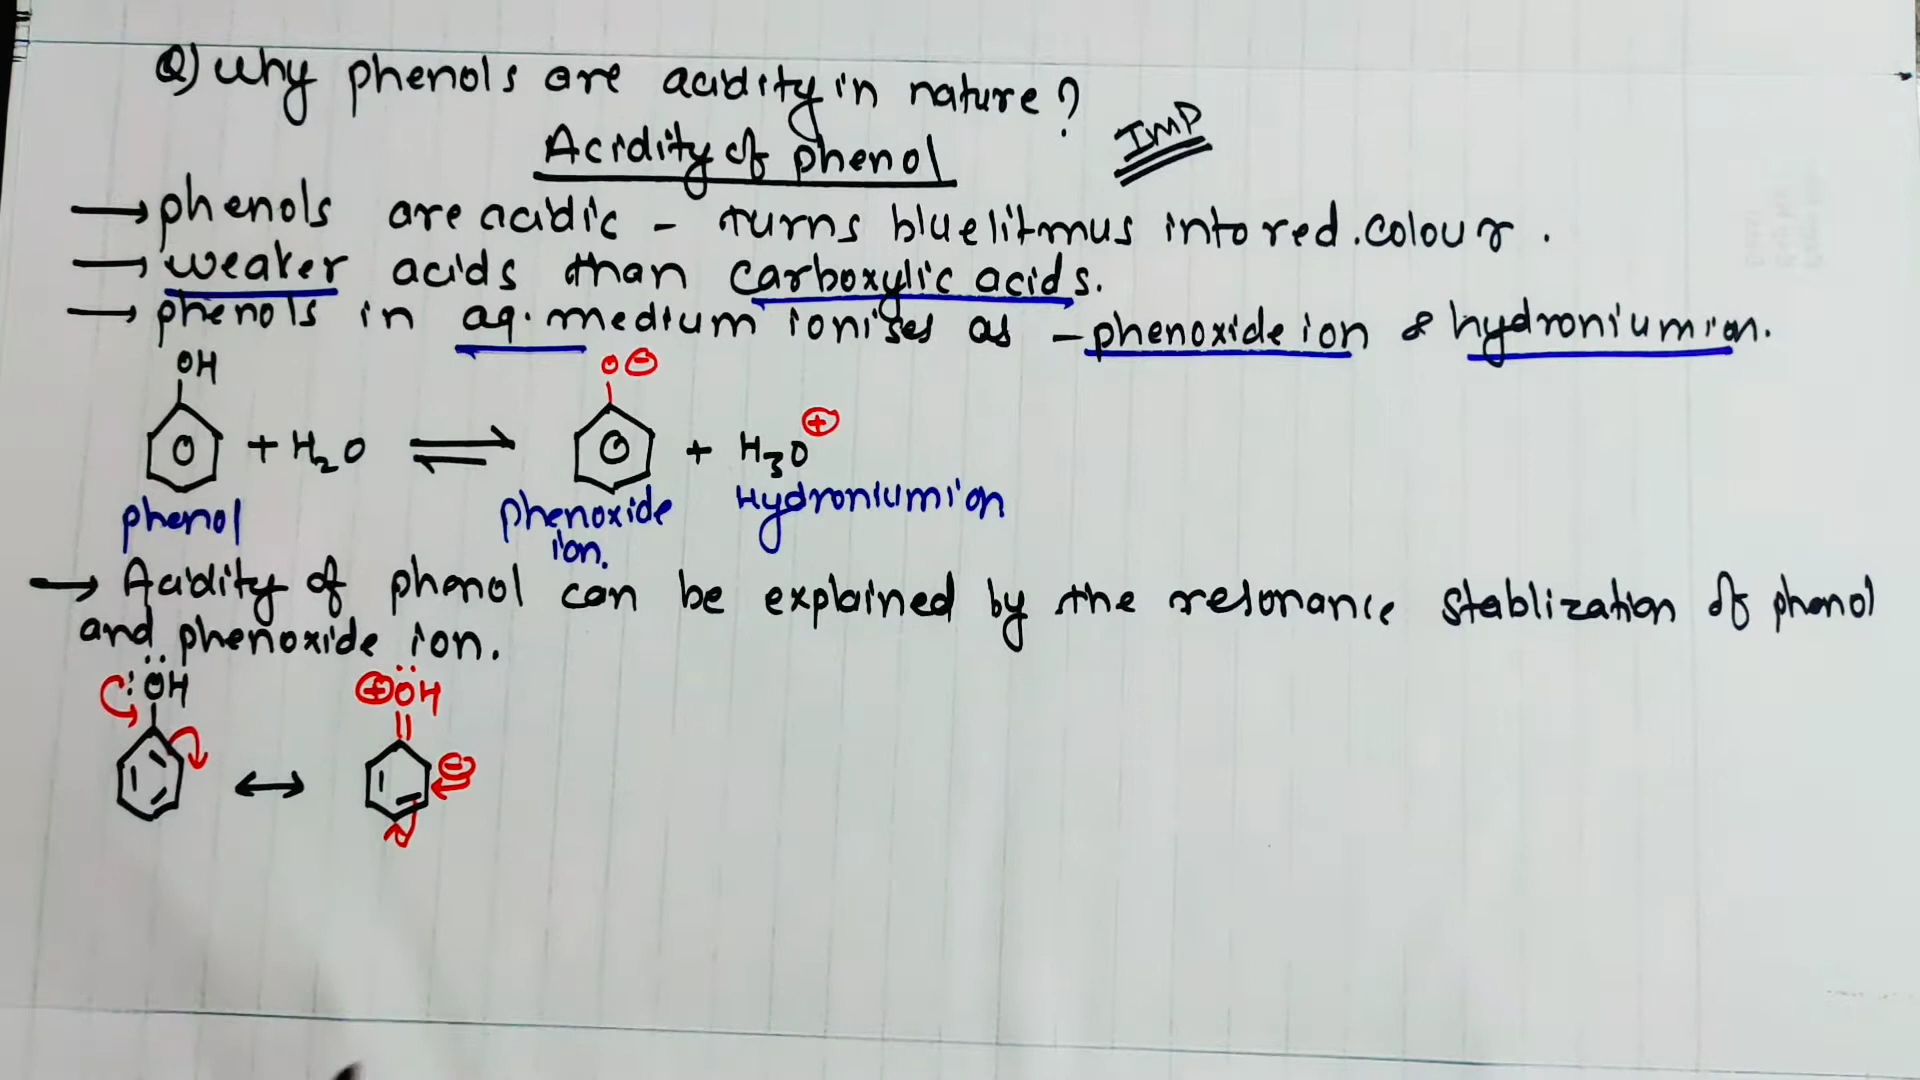 Q) Why phenols are acidity in nature?
Acidity of phenol
IMP
→ phenols are acidic - turns blue litmus into red.colour.
→ weaker acids than carboxylic acids.
→ phenols in aq. medium ionises as - phenoxide ion & hydronium ion.
OH
O⊖
+ H₂O ⇌ + H₃O⊕
phenol
phenoxide ion.
Hydronium ion
→ Acidity of phenol can be explained by the resonance stablization of phenol
and phenoxide ion.
:ÖH ⊕ÖH
↔ ⊖